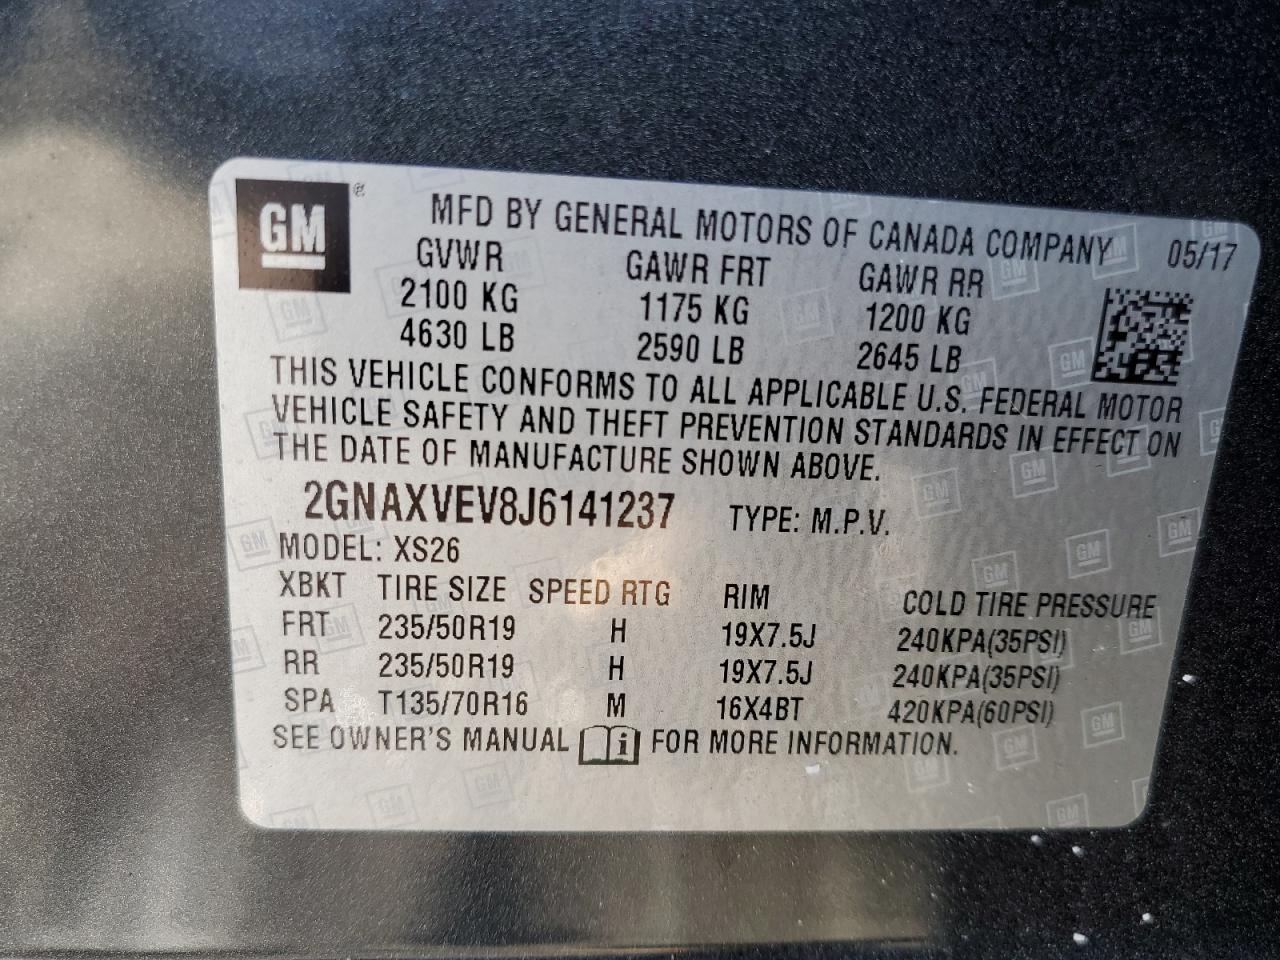 GM ®
MFD BY GENERAL MOTORS OF CANADA COMPANY 05/17
GVWR GAWR FRT GAWR RR
2100 KG 1175 KG 1200 KG
4630 LB 2590 LB 2645 LB
THIS VEHICLE CONFORMS TO ALL APPLICABLE U.S. FEDERAL MOTOR
VEHICLE SAFETY AND THEFT PREVENTION STANDARDS IN EFFECT ON
THE DATE OF MANUFACTURE SHOWN ABOVE.
2GNAXVEV8J6141237 TYPE: M.P.V.
MODEL: XS26
XBKT TIRE SIZE SPEED RTG RIM COLD TIRE PRESSURE
FRT 235/50R19 H 19X7.5J 240KPA(35PSI)
RR 235/50R19 H 19X7.5J 240KPA(35PSI)
SPA T135/70R16 M 16X4BT 420KPA(60PSI)
SEE OWNER'S MANUAL i FOR MORE INFORMATION.